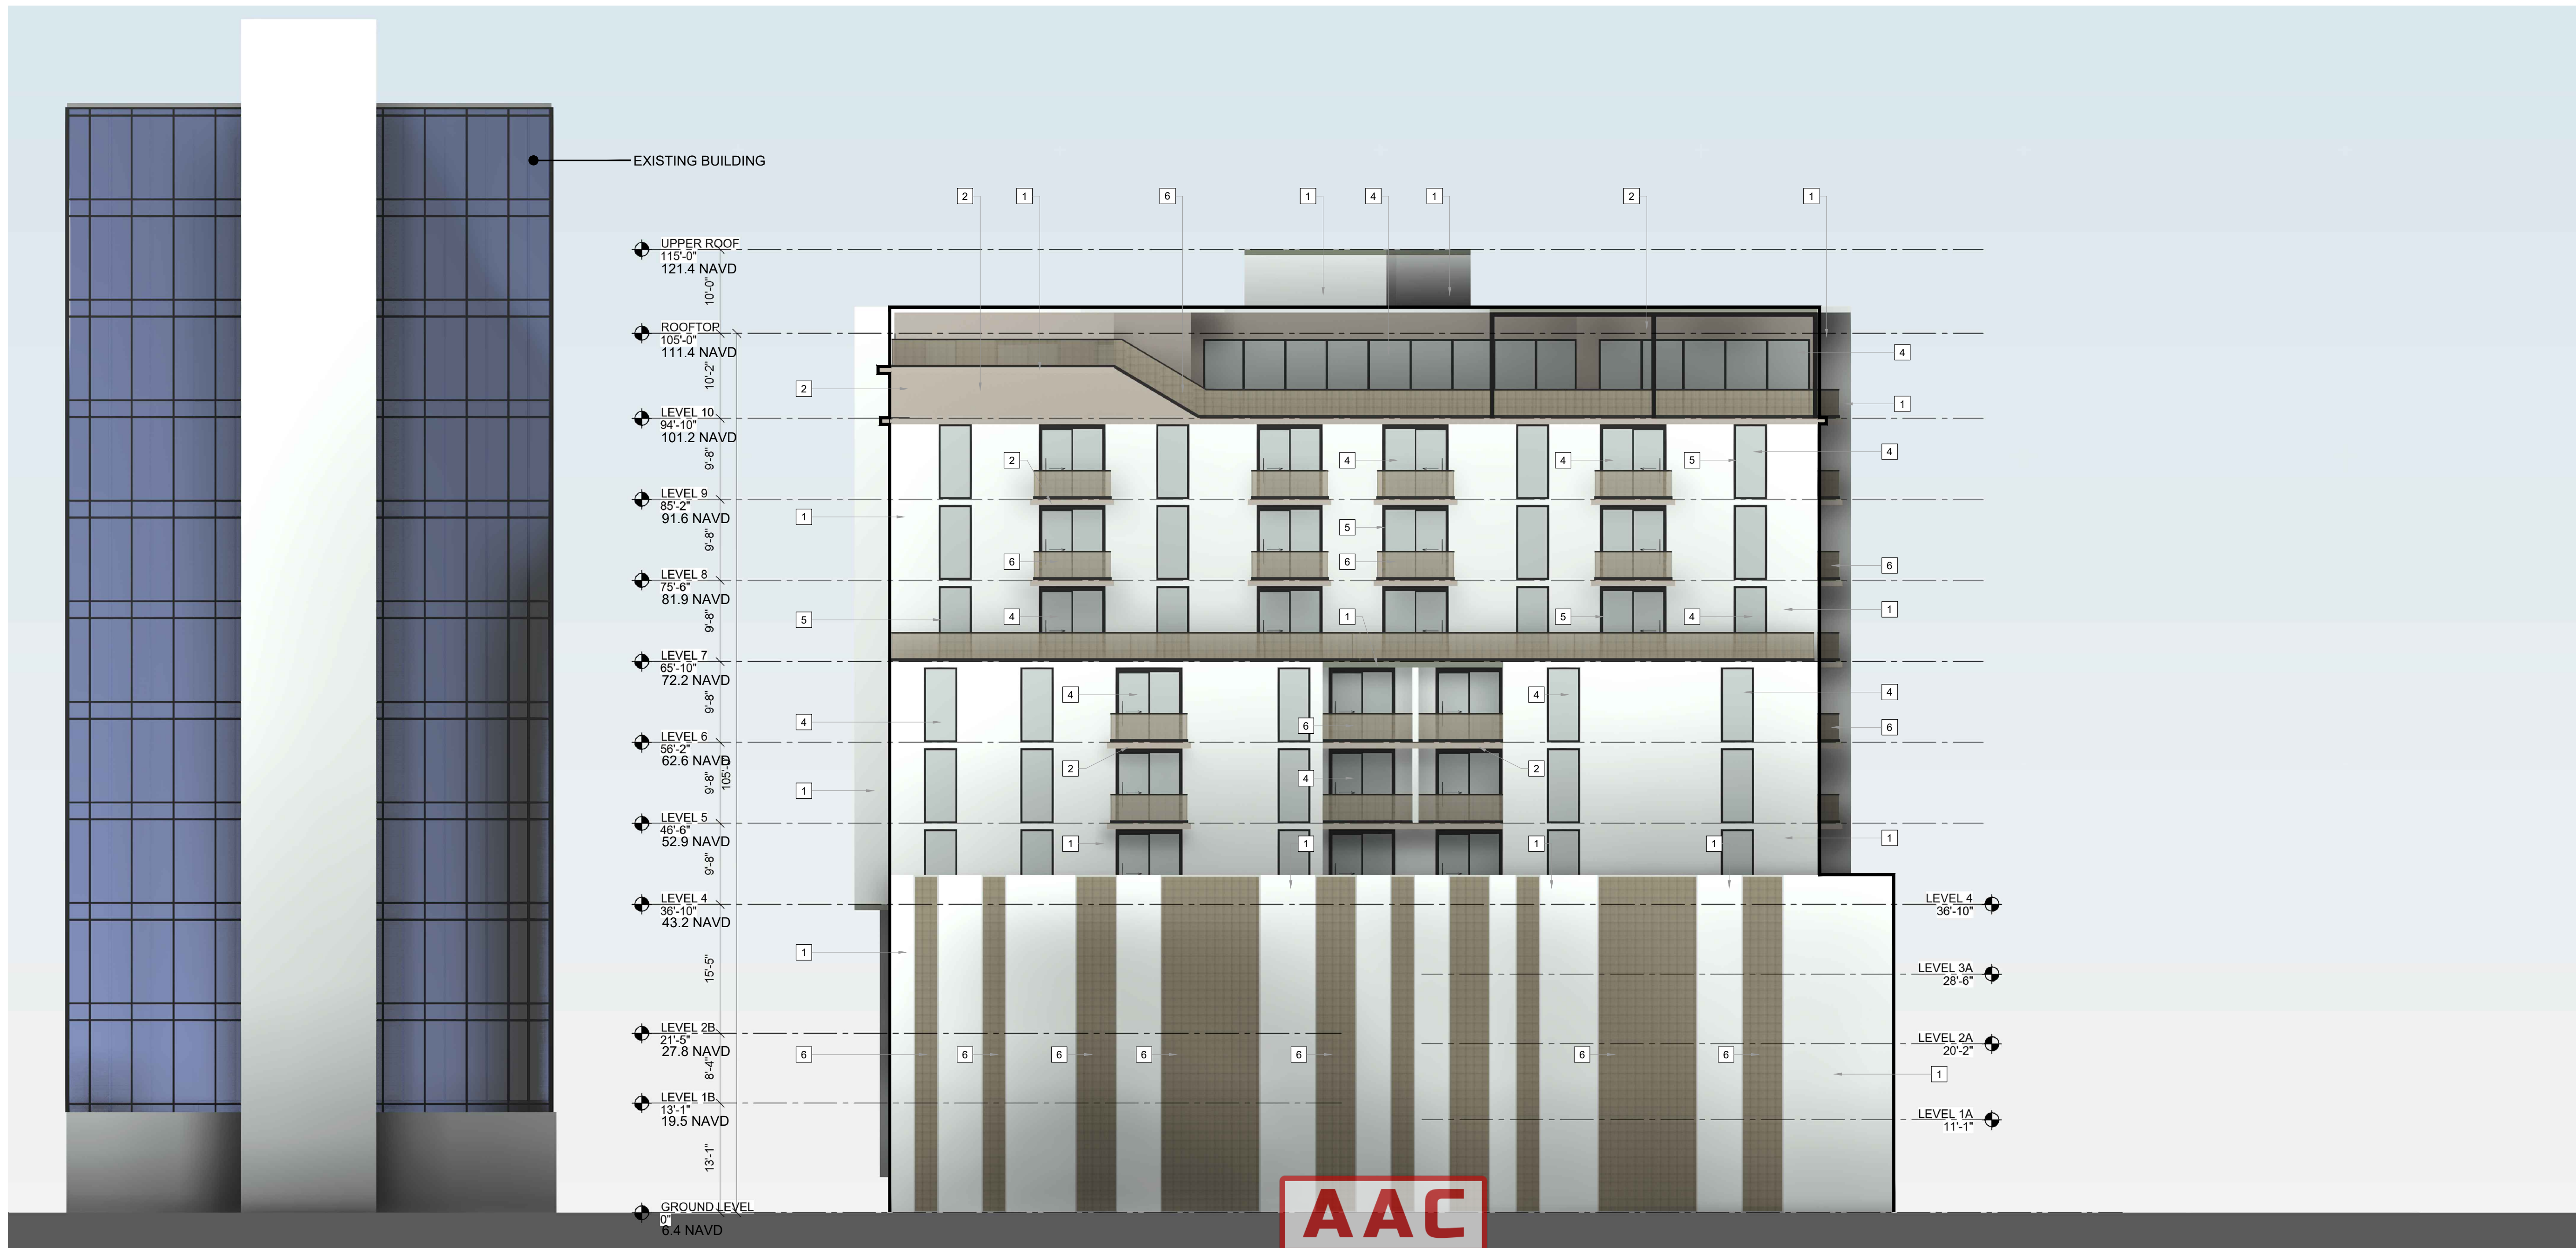 EXISTING BUILDING
2 1 6 1 4 1 2 1
UPPER ROOF
115'-0"
121.4 NAVD
10'-0"
ROOFTOP
105'-0"
111.4 NAVD
4
10'-2"
2
1
LEVEL 10
94'-10"
101.2 NAVD
9'-8"
2 4 4 5 4
LEVEL 9
85'-2"
91.6 NAVD
1
5
9'-8"
6 6 6
LEVEL 8
75'-6"
81.9 NAVD
1
9'-8"
5 4 1 5 4
LEVEL 7
65'-10"
72.2 NAVD
9'-8"
4 4 4
4 6 6
LEVEL 6
56'-2"
62.6 NAVD
2 2
9'-8"
105'-0"
4
1
LEVEL 5
46'-6"
52.9 NAVD
1 1 1 1 1
9'-8"
LEVEL 4
36'-10"
43.2 NAVD
LEVEL 4
36'-10"
1
15'-5"
LEVEL 3A
28'-6"
LEVEL 2B
21'-5"
27.8 NAVD
LEVEL 2A
20'-2"
6 6 6 6 6 6 6
8'-4"
1
LEVEL 1B
13'-1"
19.5 NAVD
LEVEL 1A
11'-1"
13'-1"
GROUND LEVEL
0"
6.4 NAVD
AAC